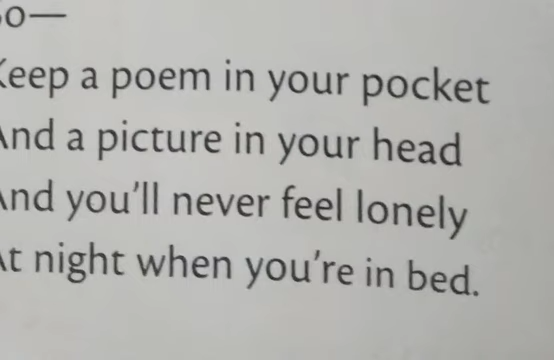 So—
Keep a poem in your pocket
And a picture in your head
And you'll never feel lonely
At night when you're in bed.